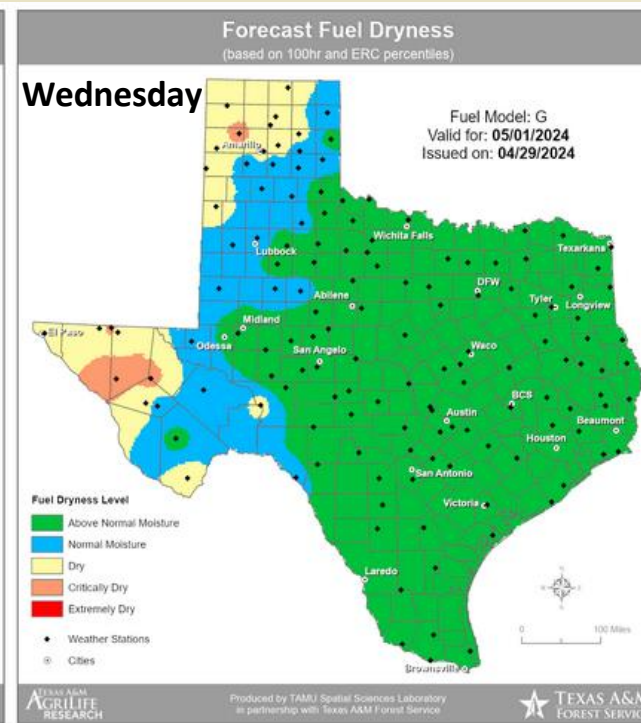 Forecast Fuel Dryness
(based on 100hr and ERC percentiles)
Wednesday
Fuel Model: G
Valid for: 05/01/2024
Issued on: 04/29/2024
Amarillo
Lubbock
Wichita Falls
Texarkana
DFW
Abilene
Tyler
Longview
El Paso
Midland
Odessa
San Angelo
Waco
BCS
Austin
Beaumont
Houston
San Antonio
Victoria
Laredo
Brownsville
Fuel Dryness Level
Above Normal Moisture
Normal Moisture
Dry
Critically Dry
Extremely Dry
Weather Stations
Cities
0 100 Miles
TEXAS A&M
AGRILIFE
RESEARCH
Produced by TAMU Spatial Sciences Laboratory
in partnership with Texas A&M Forest Service
TEXAS A&M
FOREST SERVICE